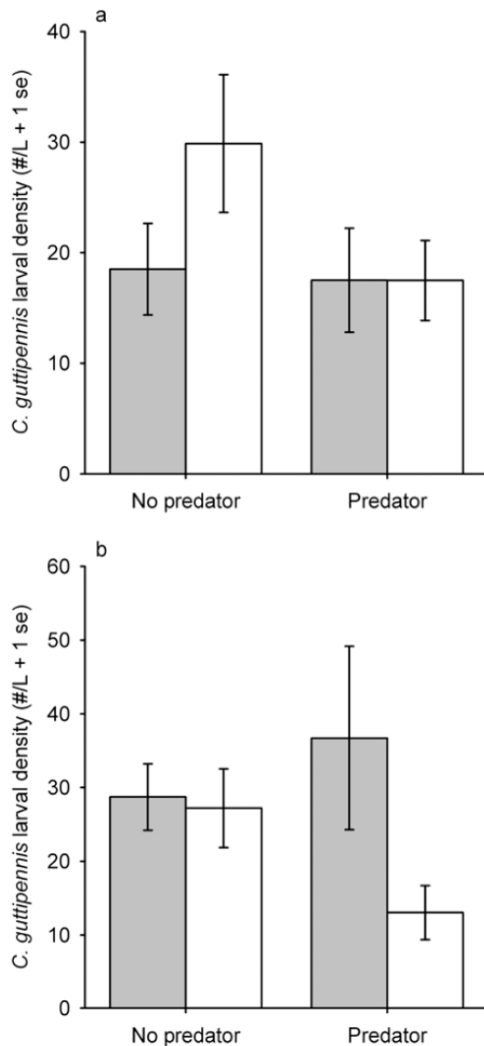 a
C. guttipennis larval density (#/L + 1 se)
40
30
20
10
0
No predator
Predator
b
C. guttipennis larval density (#/L + 1 se)
60
50
40
30
20
10
0
No predator
Predator